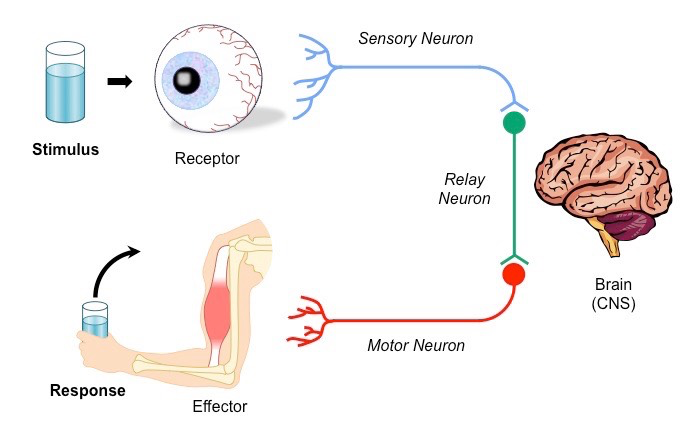 Sensory Neuron
Stimulus
Receptor
Relay
Neuron
Brain
(CNS)
Motor Neuron
Response
Effector